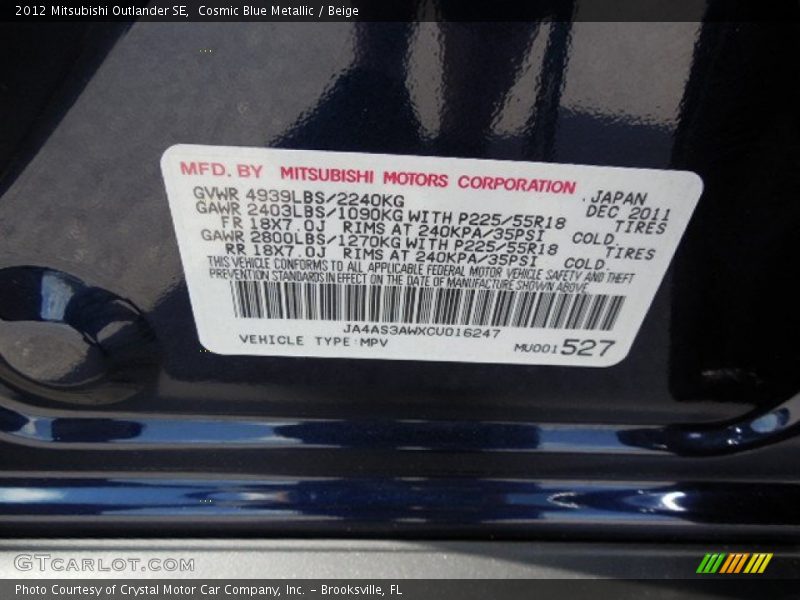 2012 Mitsubishi Outlander SE, Cosmic Blue Metallic / Beige
MFD. BY MITSUBISHI MOTORS CORPORATION . JAPAN
GVWR 4939LBS/2240KG DEC 2011
GAWR 2403LBS/1090KG WITH P225/55R18 TIRES
FR 18X7.0J RIMS AT 240KPA/35PSI COLD.
GAWR 2800LBS/1270KG WITH P225/55R18 TIRES
RR 18X7.0J RIMS AT 240KPA/35PSI COLD.
THIS VEHICLE CONFORMS TO ALL APPLICABLE FEDERAL MOTOR VEHICLE SAFETY AND THEFT
PREVENTION STANDARDS IN EFFECT ON THE DATE OF MANUFACTURE SHOWN ABOVE.
JA4AS3AWXCU016247
VEHICLE TYPE:MPV MU001527
GTCARLOT.COM
Photo Courtesy of Crystal Motor Car Company, Inc. - Brooksville, FL